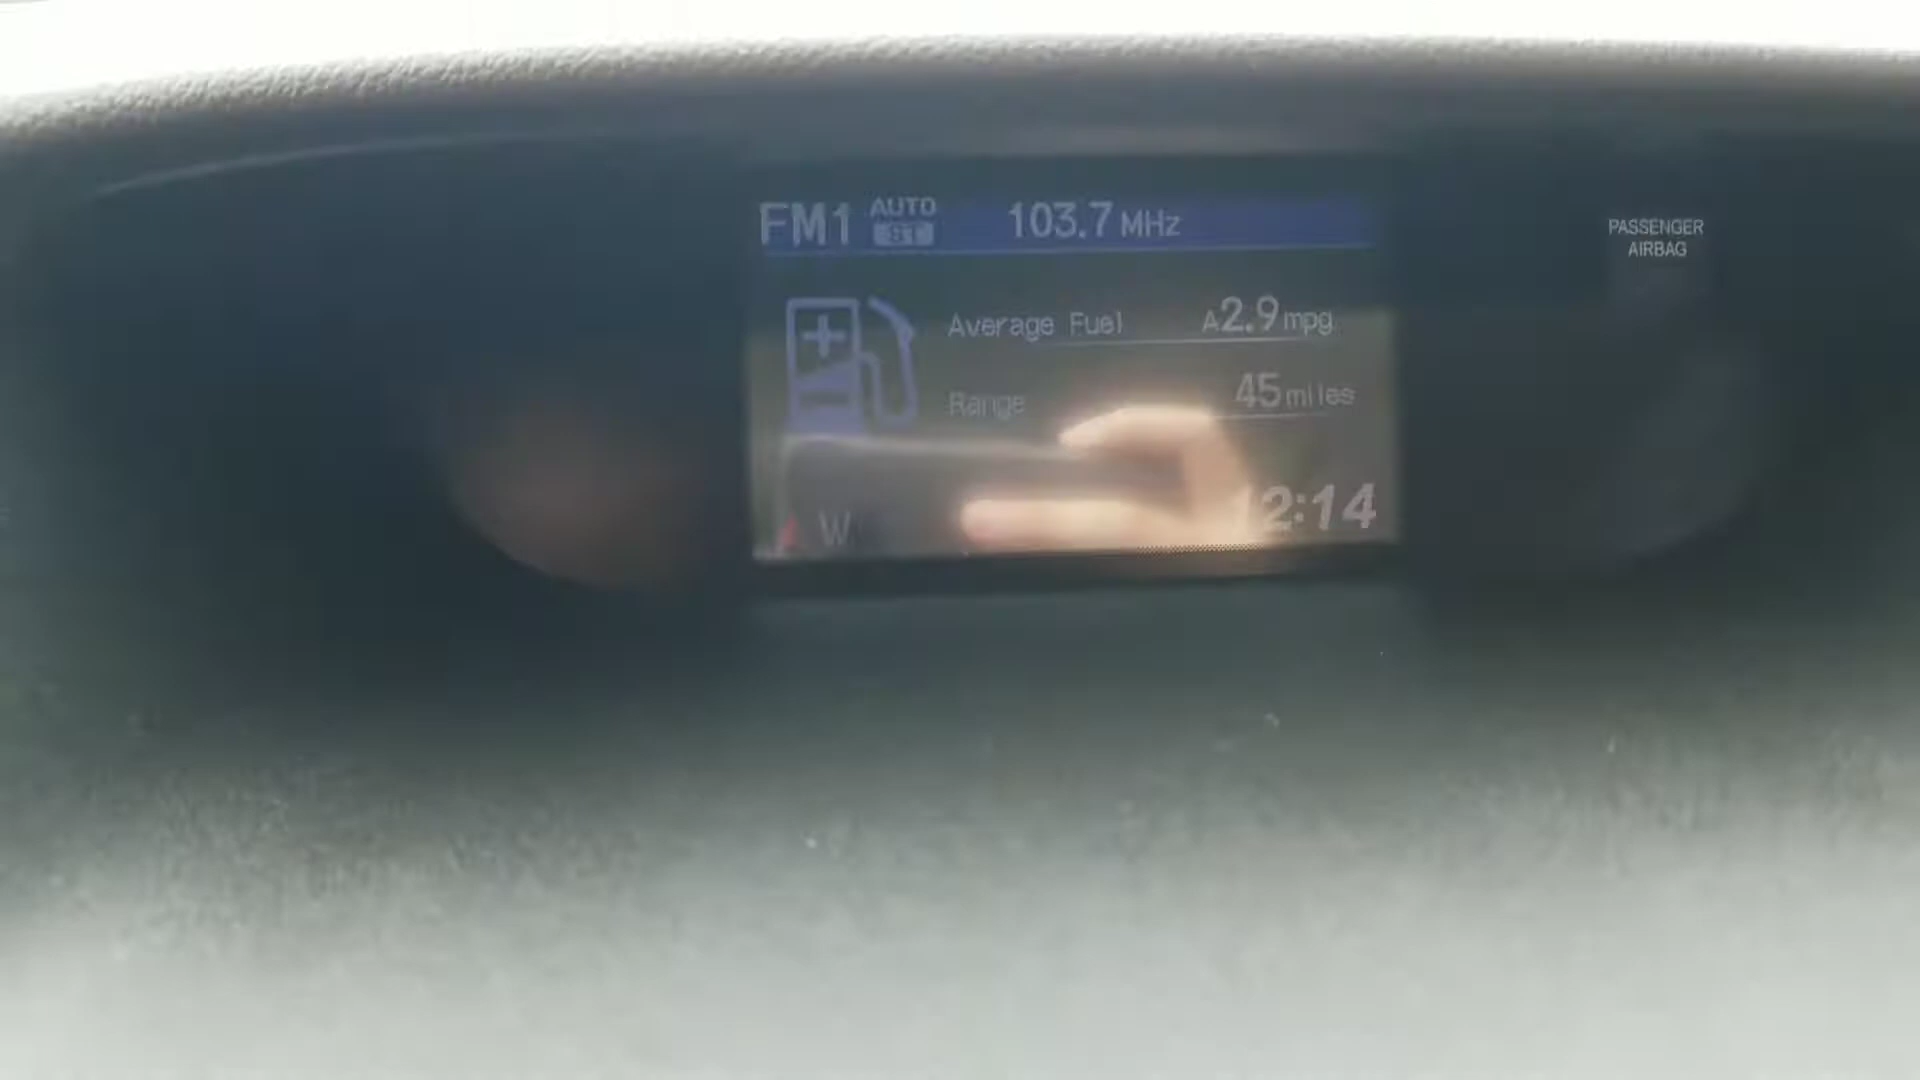 FM1 AUTO ST 103.7 MHz
PASSENGER
AIRBAG
Average Fuel A2.9 mpg
Range 45 miles
W 12:14